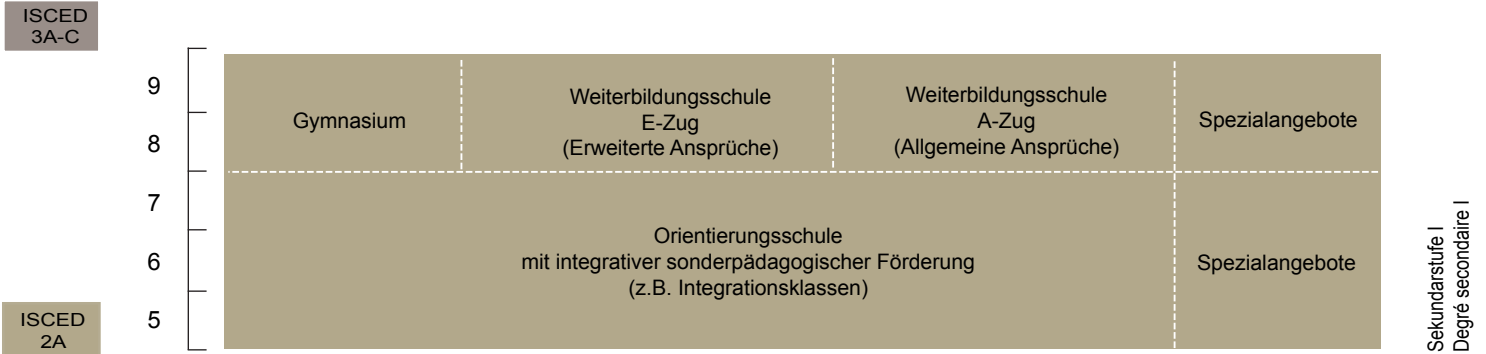 ISCED
3A-C
9
8
7
6
5
Gymnasium
Weiterbildungsschule
E-Zug
(Erweiterte Ansprüche)
Weiterbildungsschule
A-Zug
(Allgemeine Ansprüche)
Spezialangebote
Orientierungsschule
mit integrativer sonderpädagogischer Förderung
(z.B. Integrationsklassen)
Spezialangebote
ISCED
2A
Sekundarstufe I
Degré secondaire I